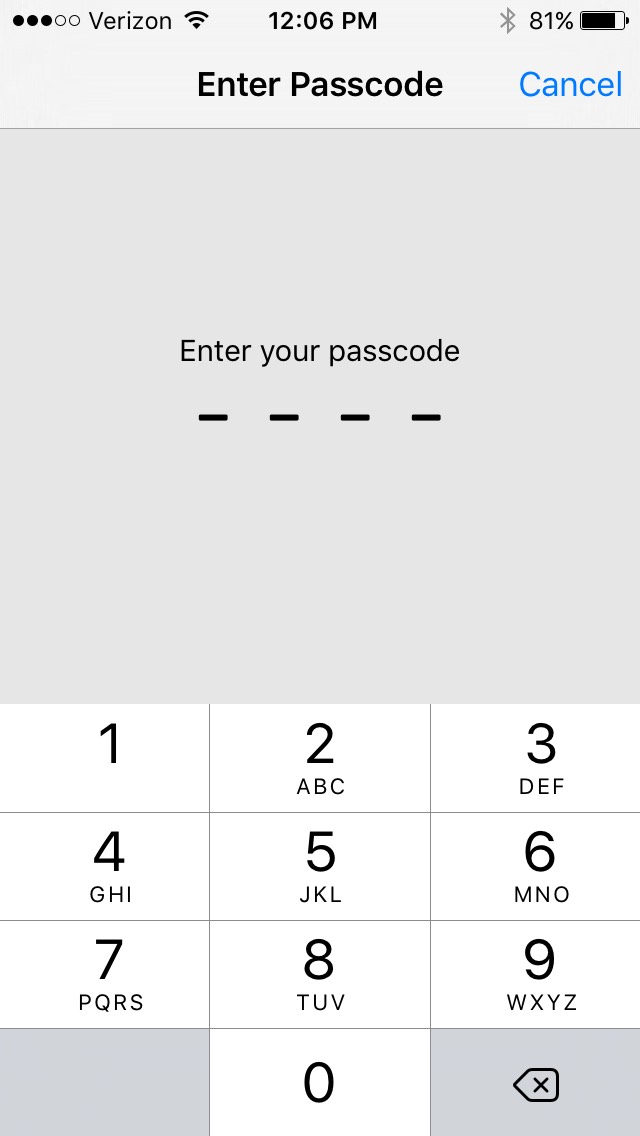 Verizon 12:06 PM 81%
Enter Passcode Cancel
Enter your passcode
1 2 3
ABC DEF
4 5 6
GHI JKL MNO
7 8 9
PQRS TUV WXYZ
0